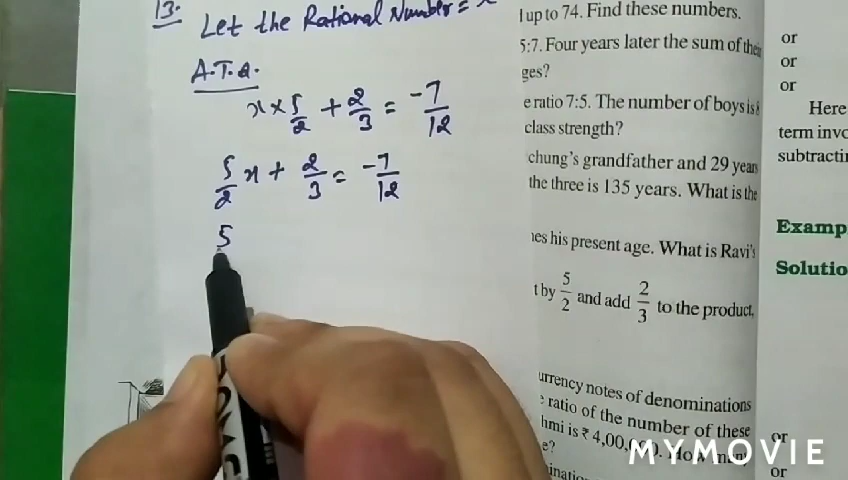 13. Let the Rational Number = x
A.T.Q.
x × 5/2 + 2/3 = -7/12
5/2 x + 2/3 = -7/12
5
up to 74. Find these numbers.
5:7. Four years later the sum of their
ges?
e ratio 7:5. The number of boys is 8
class strength?
chung's grandfather and 29 years
the three is 135 years. What is the
nes his present age. What is Ravi's
t by 5/2 and add 2/3 to the product,
urrency notes of denominations
ratio of the number of these
hmi is ₹ 4,00,000. How many
e?
or
or
or
Here
term invo
subtracti
Examp
Solutio
or
or
MYMOVIE